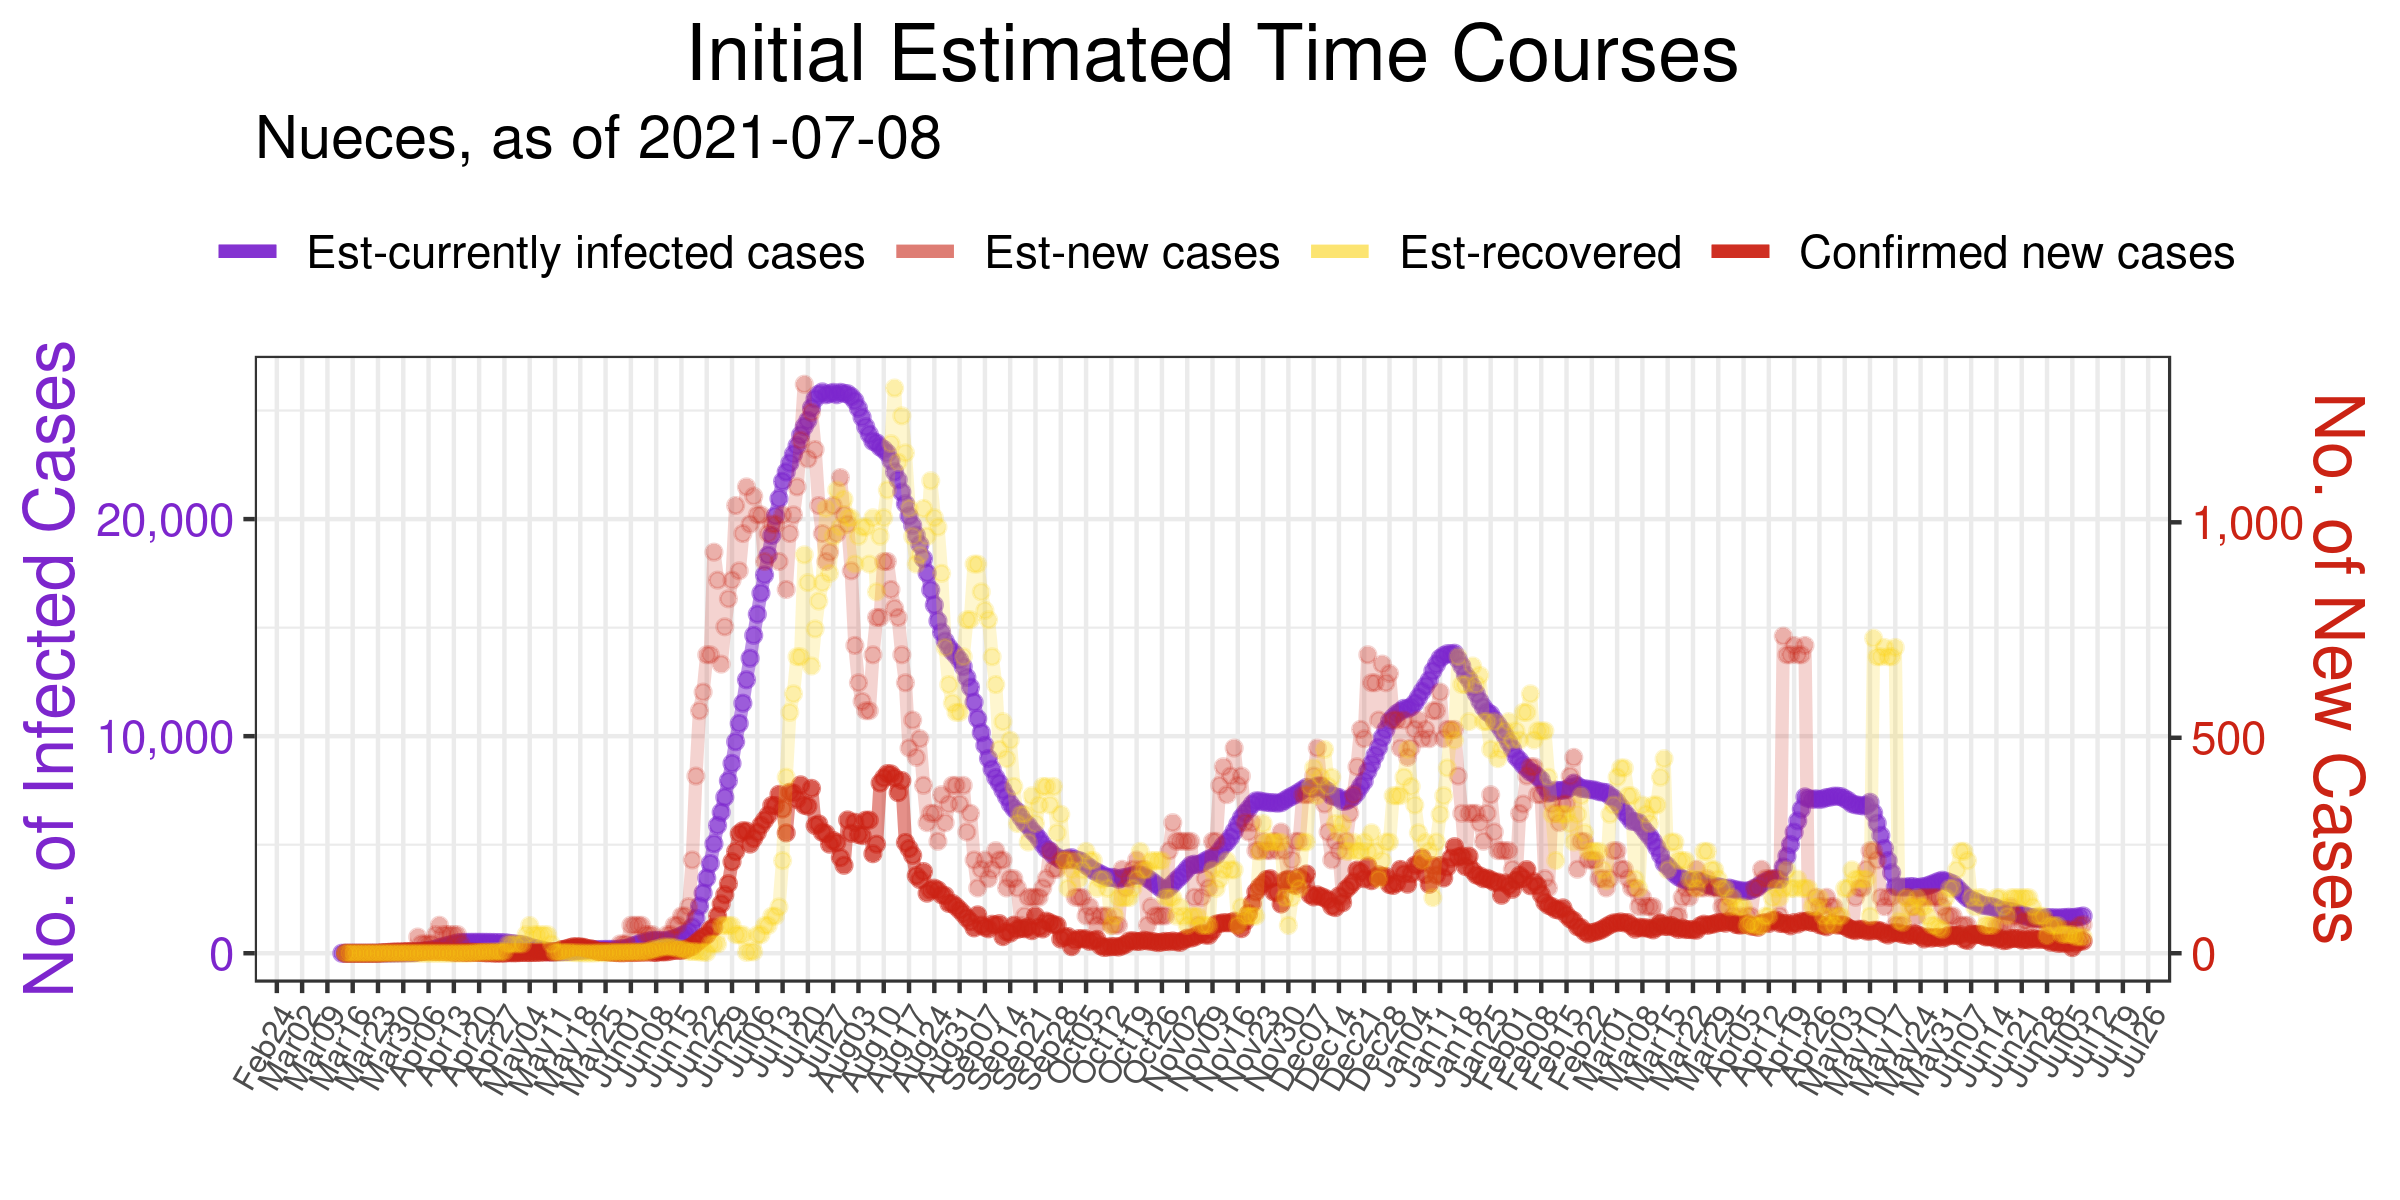 Initial Estimated Time Courses
Nueces, as of 2021-07-08
Est-currently infected cases
Est-new cases
Est-recovered
Confirmed new cases
No. of Infected Cases
20,000
10,000
0
1,000
500
0
No. of New Cases
Feb24
Mar02
Mar09
Mar16
Mar23
Mar30
Apr06
Apr13
Apr20
Apr27
May04
May11
May18
May25
Jun01
Jun08
Jun15
Jun22
Jun29
Jul06
Jul13
Jul20
Jul27
Aug03
Aug10
Aug17
Aug24
Aug31
Sep07
Sep14
Sep21
Sep28
Oct05
Oct12
Oct19
Oct26
Nov02
Nov09
Nov16
Nov23
Nov30
Dec07
Dec14
Dec21
Dec28
Jan04
Jan11
Jan18
Jan25
Feb01
Feb08
Feb15
Feb22
Mar01
Mar08
Mar15
Mar22
Mar29
Apr05
Apr12
Apr19
Apr26
May03
May10
May17
May24
May31
Jun07
Jun14
Jun21
Jun28
Jul05
Jul12
Jul19
Jul26